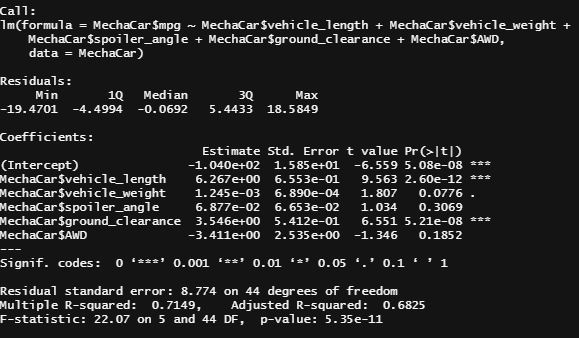 Call:
lm(formula = MechaCar$mpg ~ MechaCar$vehicle_length + MechaCar$vehicle_weight +
    MechaCar$spoiler_angle + MechaCar$ground_clearance + MechaCar$AWD,
    data = MechaCar)
Residuals:
     Min       1Q   Median       3Q      Max
-19.4701  -4.4994  -0.0692   5.4433  18.5849
Coefficients:
                            Estimate Std. Error t value Pr(>|t|)
(Intercept)               -1.040e+02  1.585e+01  -6.559 5.08e-08 ***
MechaCar$vehicle_length    6.267e+00  6.553e-01   9.563 2.60e-12 ***
MechaCar$vehicle_weight    1.245e-03  6.890e-04   1.807   0.0776 .
MechaCar$spoiler_angle     6.877e-02  6.653e-02   1.034   0.3069
MechaCar$ground_clearance  3.546e+00  5.412e-01   6.551 5.21e-08 ***
MechaCar$AWD              -3.411e+00  2.535e+00  -1.346   0.1852
---
Signif. codes:  0 ‘***’ 0.001 ‘**’ 0.01 ‘*’ 0.05 ‘.’ 0.1 ‘ ’ 1
Residual standard error: 8.774 on 44 degrees of freedom
Multiple R-squared:  0.7149,    Adjusted R-squared:  0.6825
F-statistic: 22.07 on 5 and 44 DF,  p-value: 5.35e-11